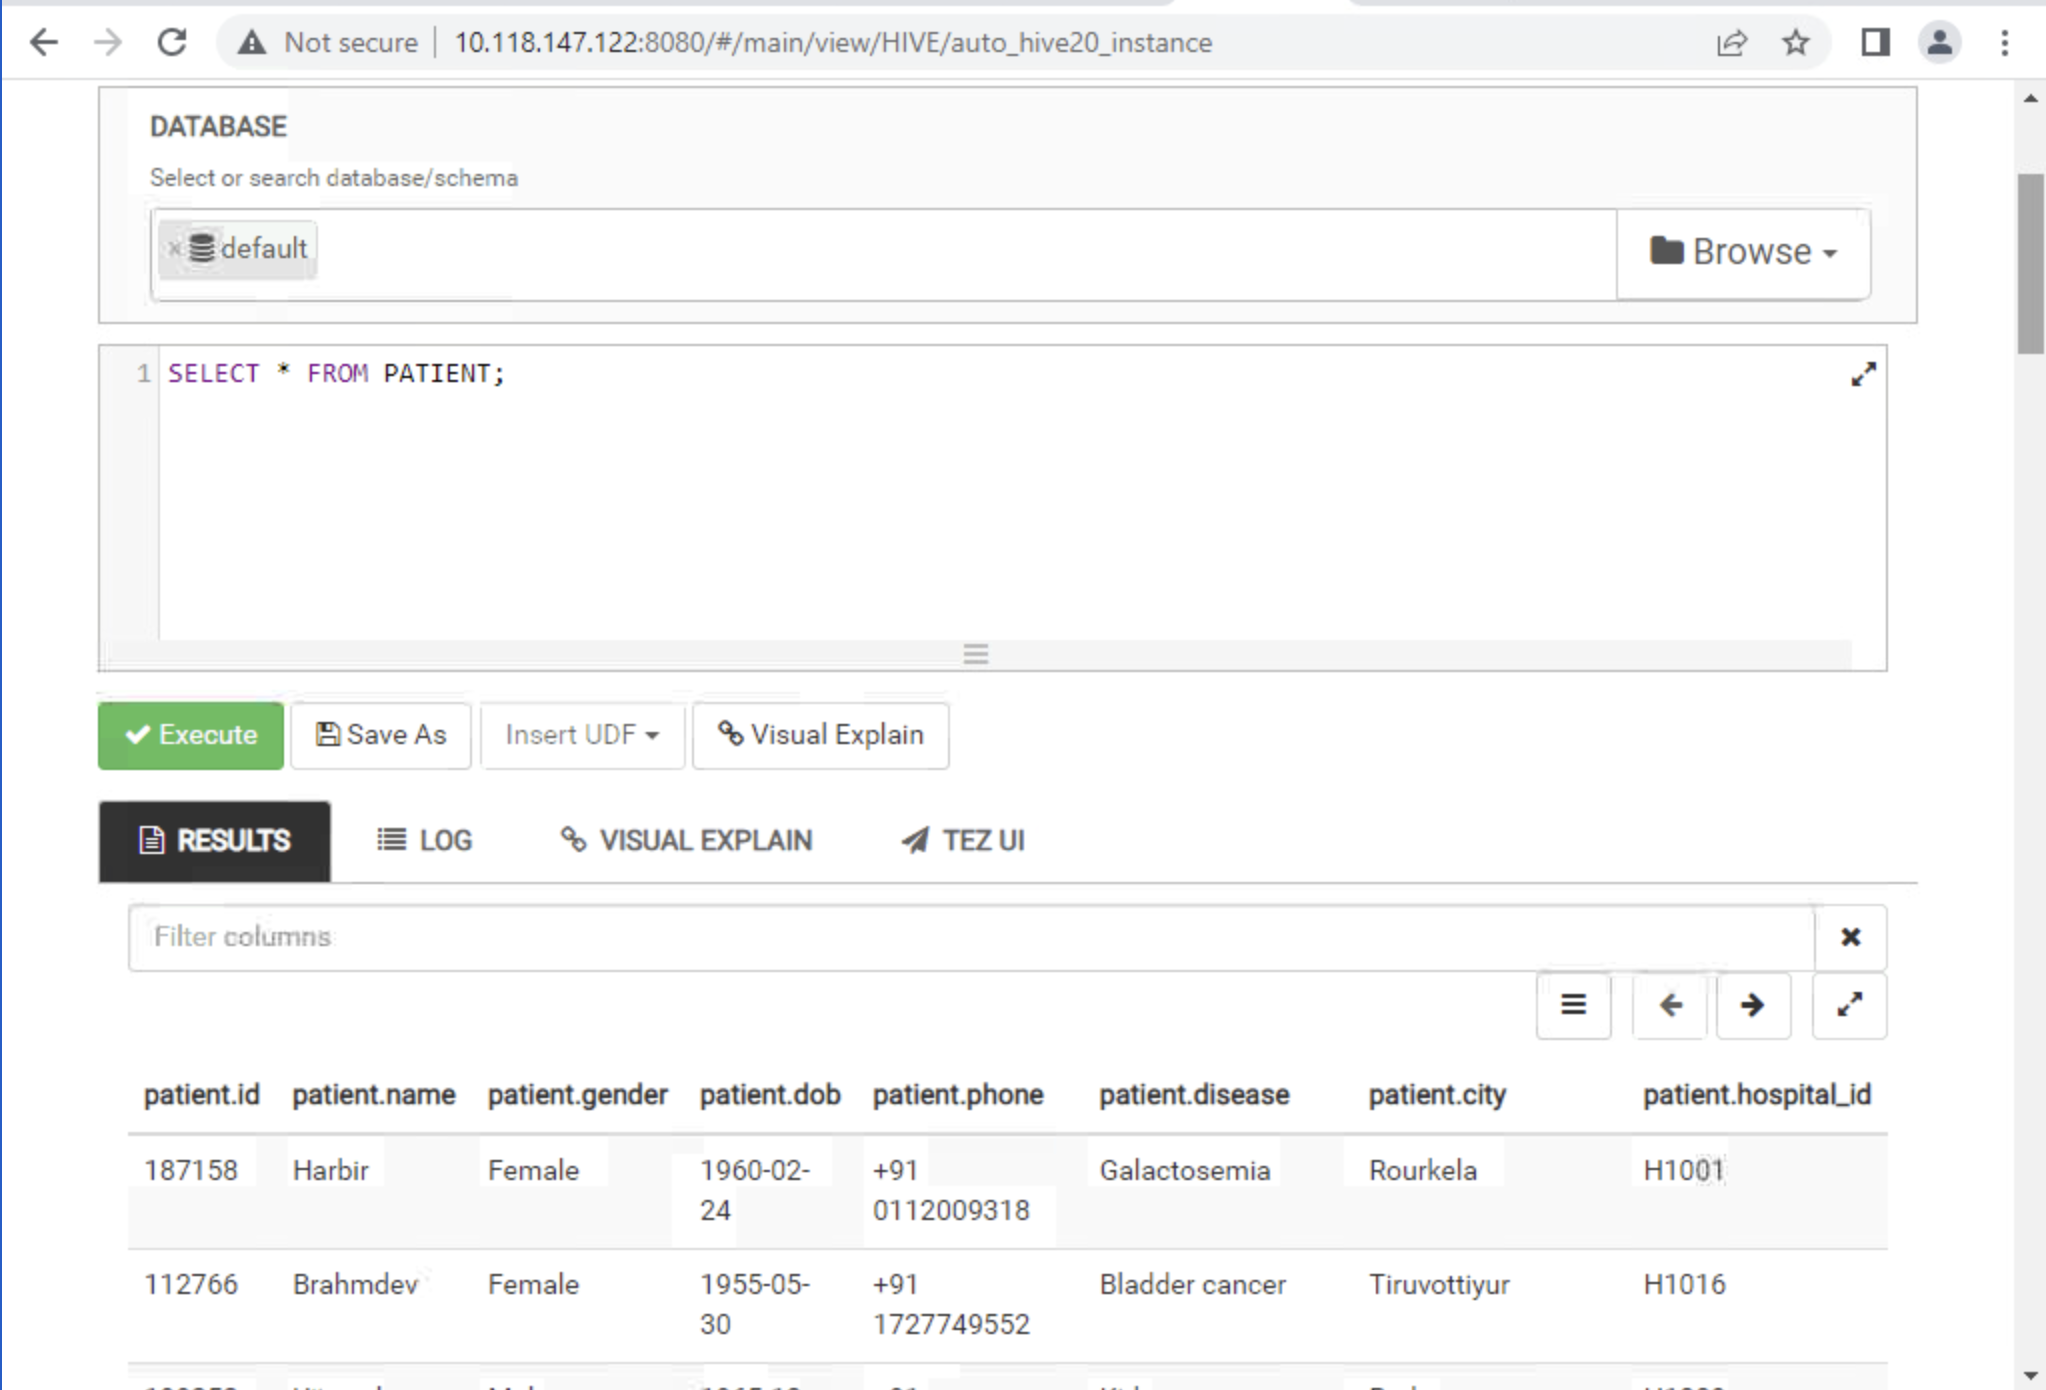 Not secure 10.118.147.122:8080/#/main/view/HIVE/auto_hive20_instance
DATABASE
Select or search database/schema
× default Browse
1 SELECT * FROM PATIENT;
Execute Save As Insert UDF Visual Explain
RESULTS LOG VISUAL EXPLAIN TEZ UI
Filter columns
patient.id patient.name patient.gender patient.dob patient.phone patient.disease patient.city patient.hospital_id
187158 Harbir Female 1960-02- +91 Galactosemia Rourkela H1001
24 0112009318
112766 Brahmdev Female 1955-05- +91 Bladder cancer Tiruvottiyur H1016
30 1727749552